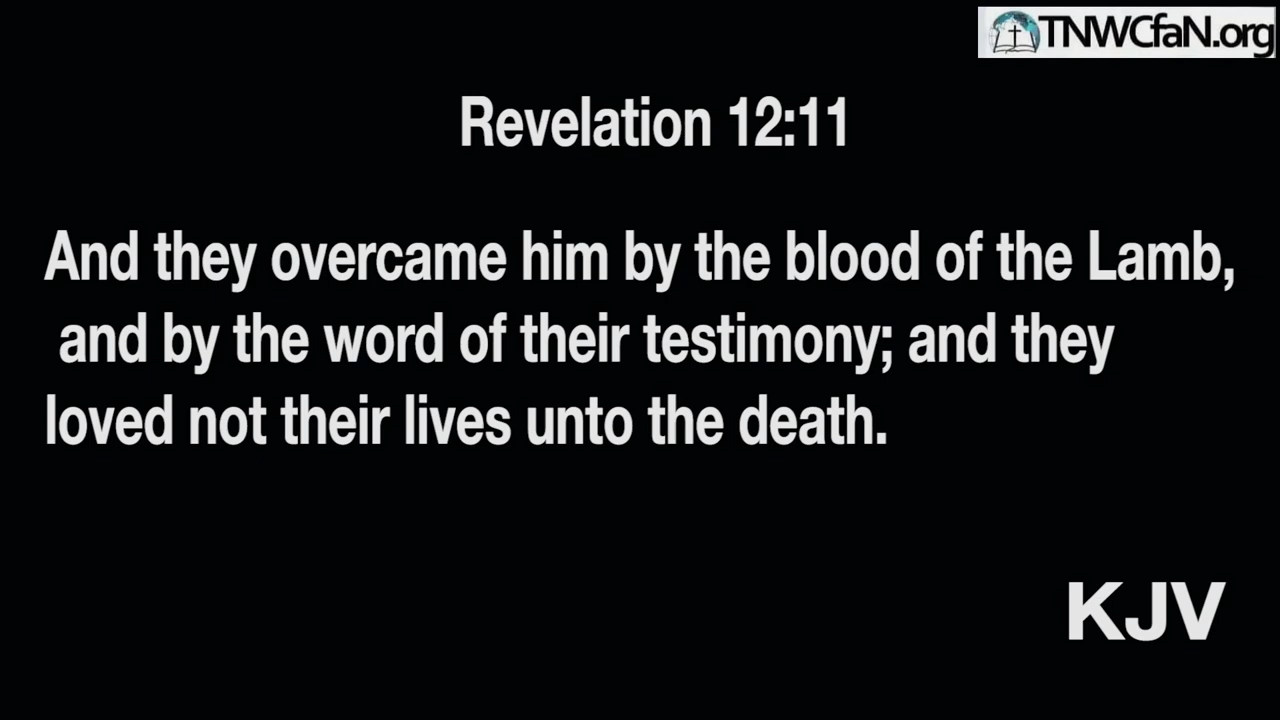 TNWCfaN.org
Revelation 12:11
And they overcame him by the blood of the Lamb,
and by the word of their testimony; and they
loved not their lives unto the death.
KJV